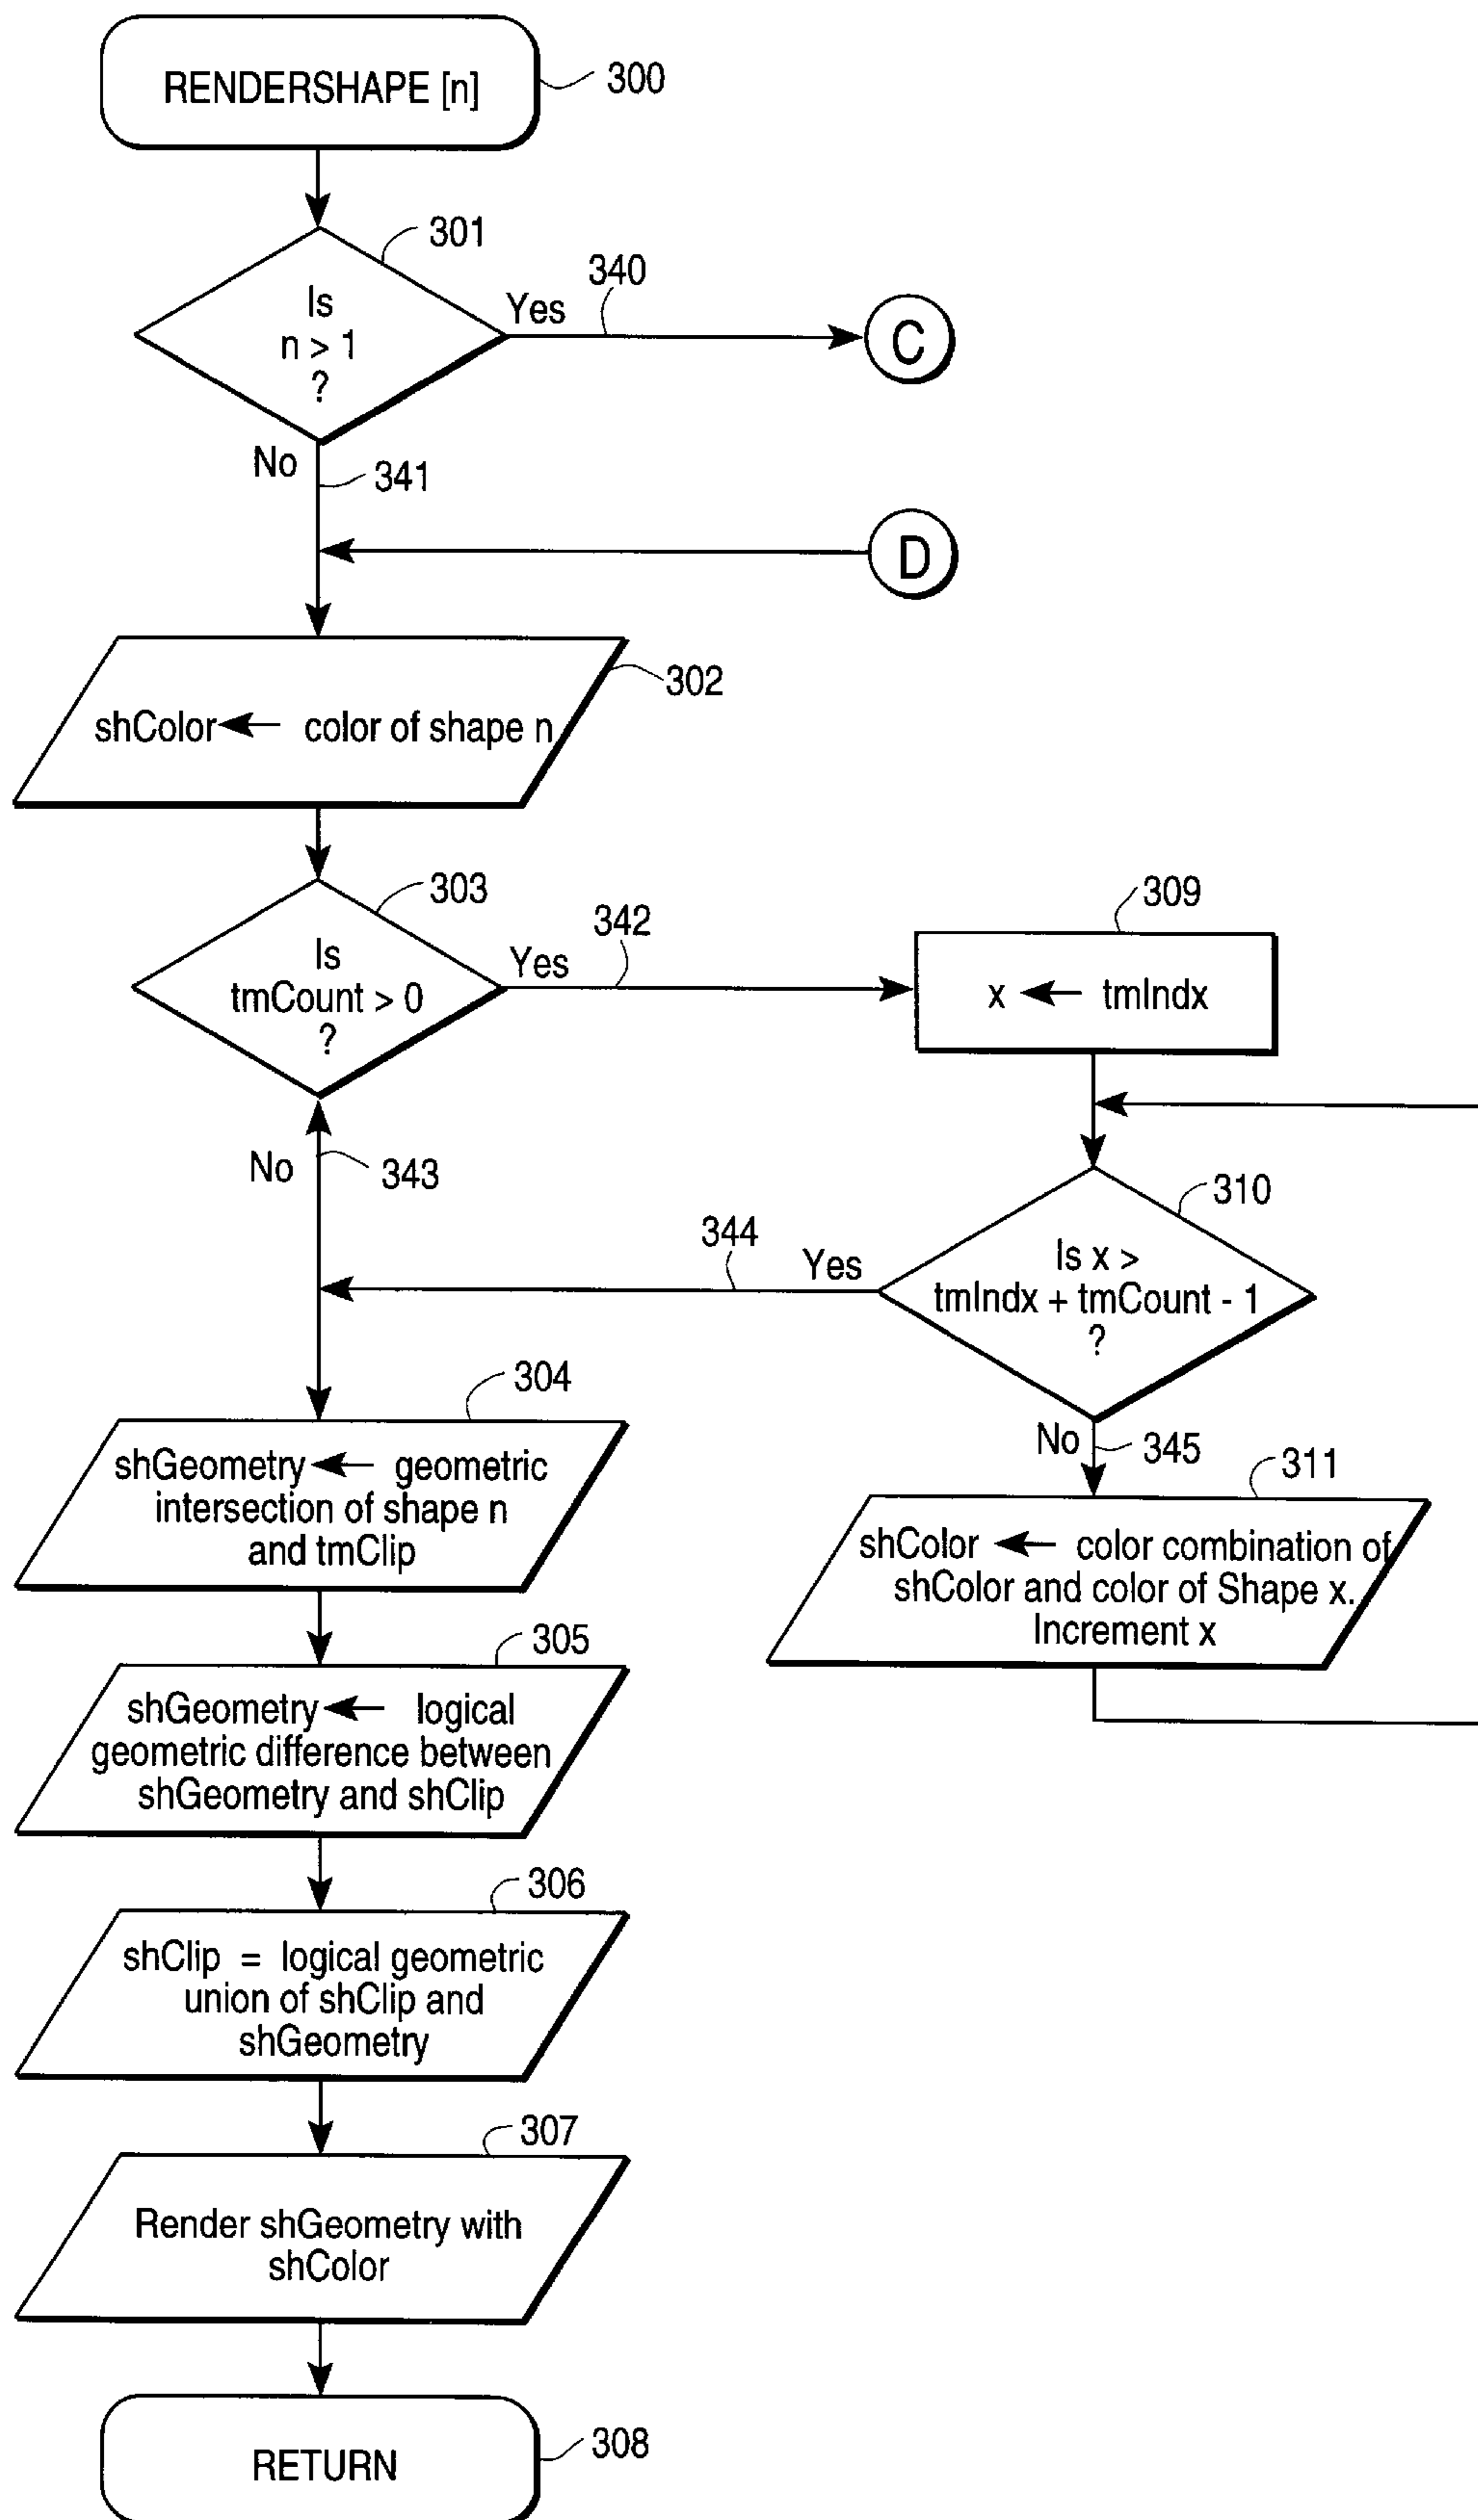 RENDERSHAPE [n]
300
301
Is
n > 1
?
Yes
340
C
No
341
D
302
shColor ← color of shape n
303
Is
tmCount > 0
?
Yes
342
309
x ← tmIndx
No
343
310
Is x >
tmIndx + tmCount - 1
?
344
Yes
No
345
304
shGeometry ← geometric
intersection of shape n
and tmClip
311
shColor ← color combination of
shColor and color of Shape x.
Increment x
305
shGeometry ← logical
geometric difference between
shGeometry and shClip
306
shClip = logical geometric
union of shClip and
shGeometry
307
Render shGeometry with
shColor
RETURN
308